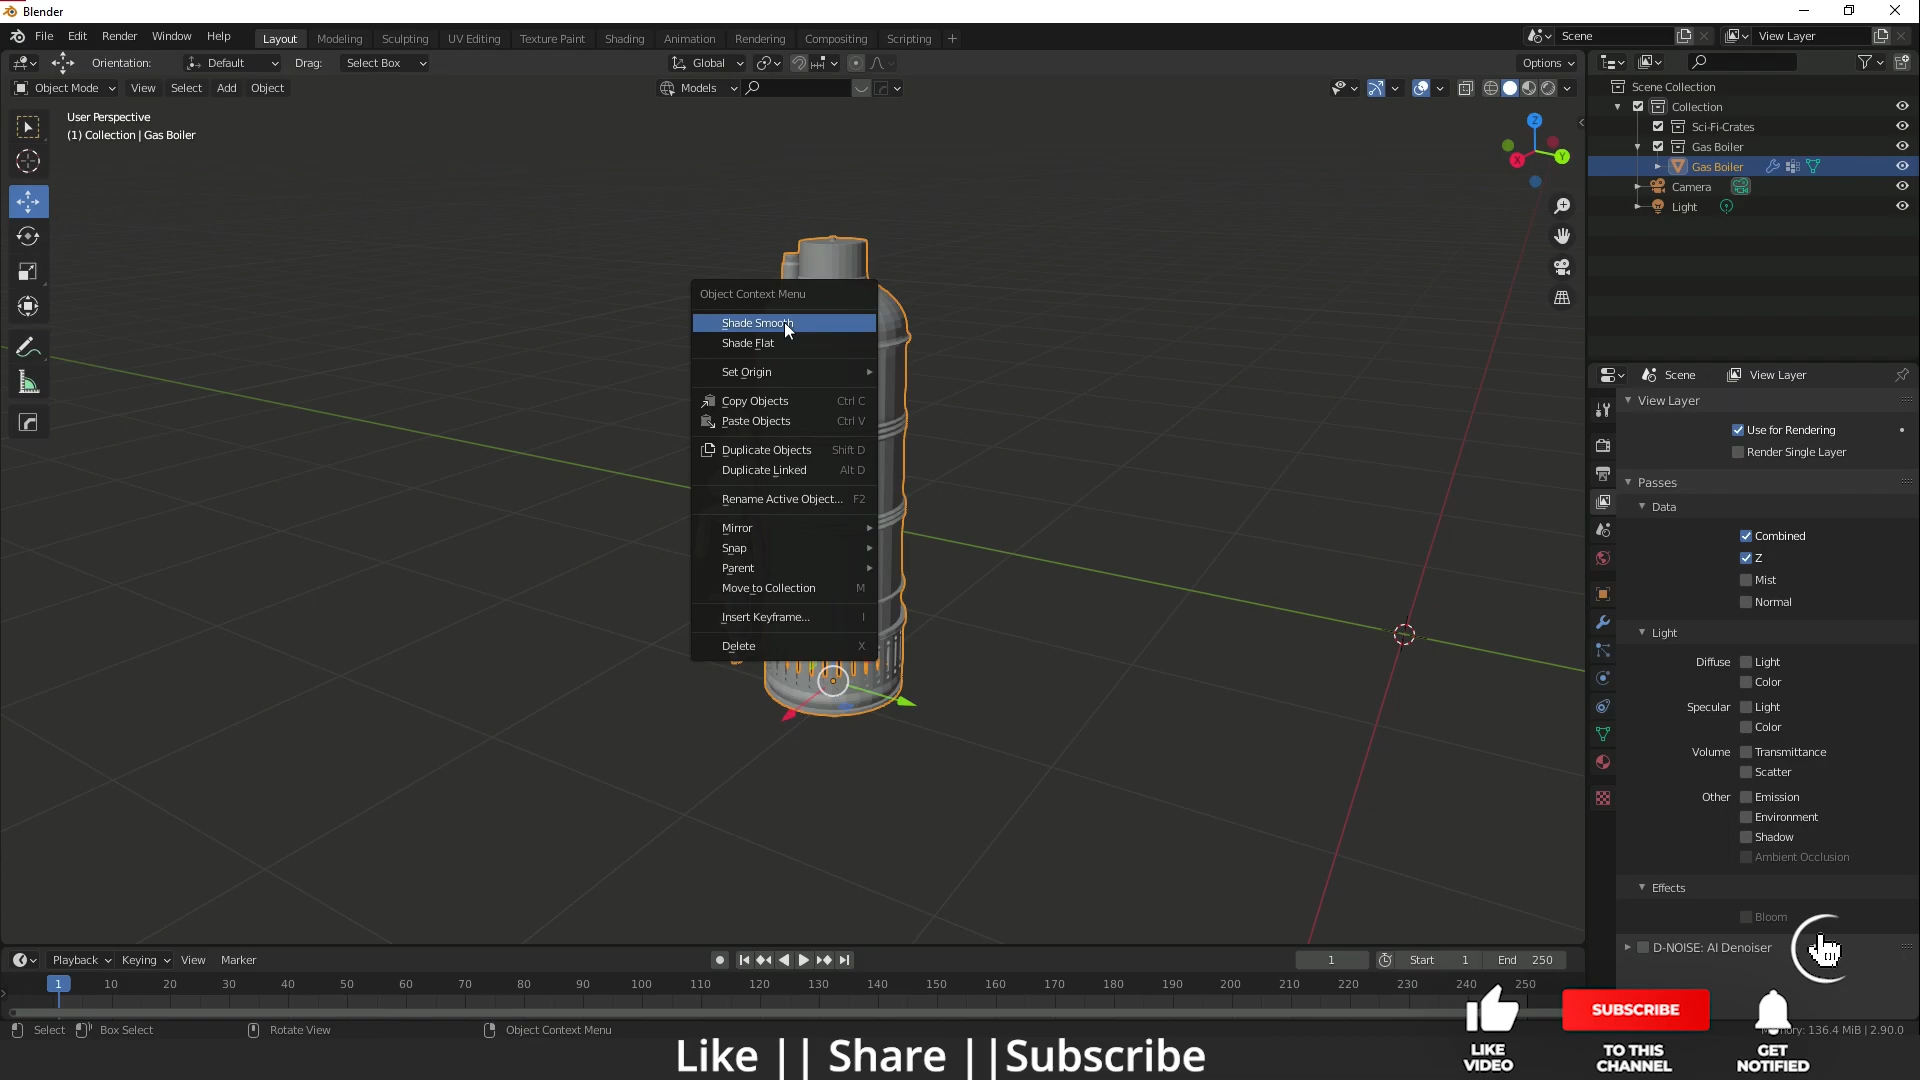 Blender
File Edit Render Window Help
Layout Modeling Sculpting UV Editing Texture Paint Shading Animation Rendering Compositing Scripting +
Scene
View Layer
Orientation: Default Drag: Select Box
Global
Options
Object Mode View Select Add Object
Models
User Perspective
(1) Collection | Gas Boiler
Z
X
Y
Object Context Menu
Shade Smooth
Shade Flat
Set Origin
Copy Objects Ctrl C
Paste Objects Ctrl V
Duplicate Objects Shift D
Duplicate Linked Alt D
Rename Active Object... F2
Mirror
Snap
Parent
Move to Collection M
Insert Keyframe... I
Delete X
Scene Collection
Collection
Sci-Fi-Crates
Gas Boiler
Gas Boiler
Camera
Light
Scene View Layer
View Layer
Use for Rendering
Render Single Layer
Passes
Data
Combined
Z
Mist
Normal
Light
Diffuse Light
Color
Specular Light
Color
Volume Transmittance
Scatter
Other Emission
Environment
Shadow
Ambient Occlusion
Effects
Bloom
D-NOISE: AI Denoiser
Playback Keying View Marker
1 Start 1 End 250
1 10 20 30 40 50 60 70 80 90 100 110 120 130 140 150 160 170 180 190 200 210 220 230 240 250
Select Box Select Rotate View Object Context Menu
136.4 MiB | 2.90.0
Like || Share ||Subscribe
LIKE
VIDEO
SUBSCRIBE
TO THIS
CHANNEL
GET
NOTIFIED